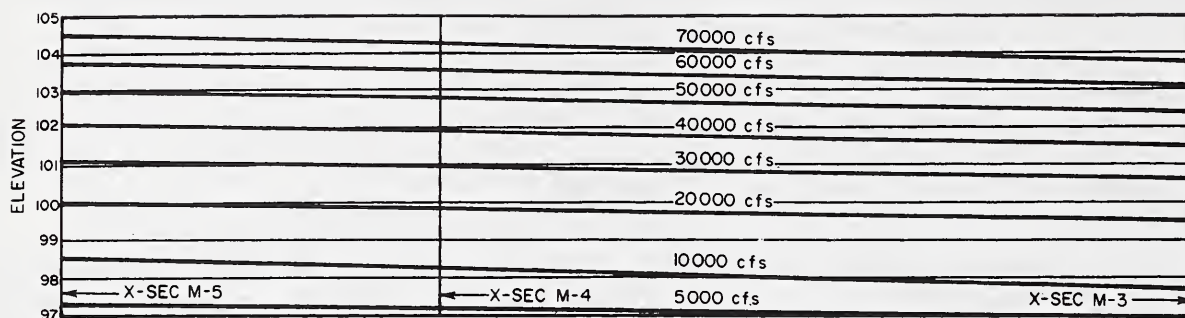 105
104
103
102
101
100
99
98
97
ELEVATION
70000 cfs
60000 cfs
50000 cfs
40000 cfs
30000 cfs
20000 cfs
10000 cfs
5000 cfs
X-SEC M-5
X-SEC M-4
X-SEC M-3